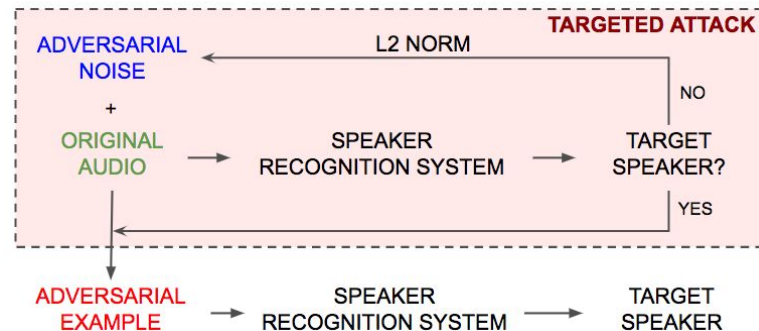 TARGETED ATTACK
L2 NORM
ADVERSARIAL
NOISE
NO
+
ORIGINAL
AUDIO
SPEAKER
RECOGNITION SYSTEM
TARGET
SPEAKER?
YES
ADVERSARIAL
EXAMPLE
SPEAKER
RECOGNITION SYSTEM
TARGET
SPEAKER